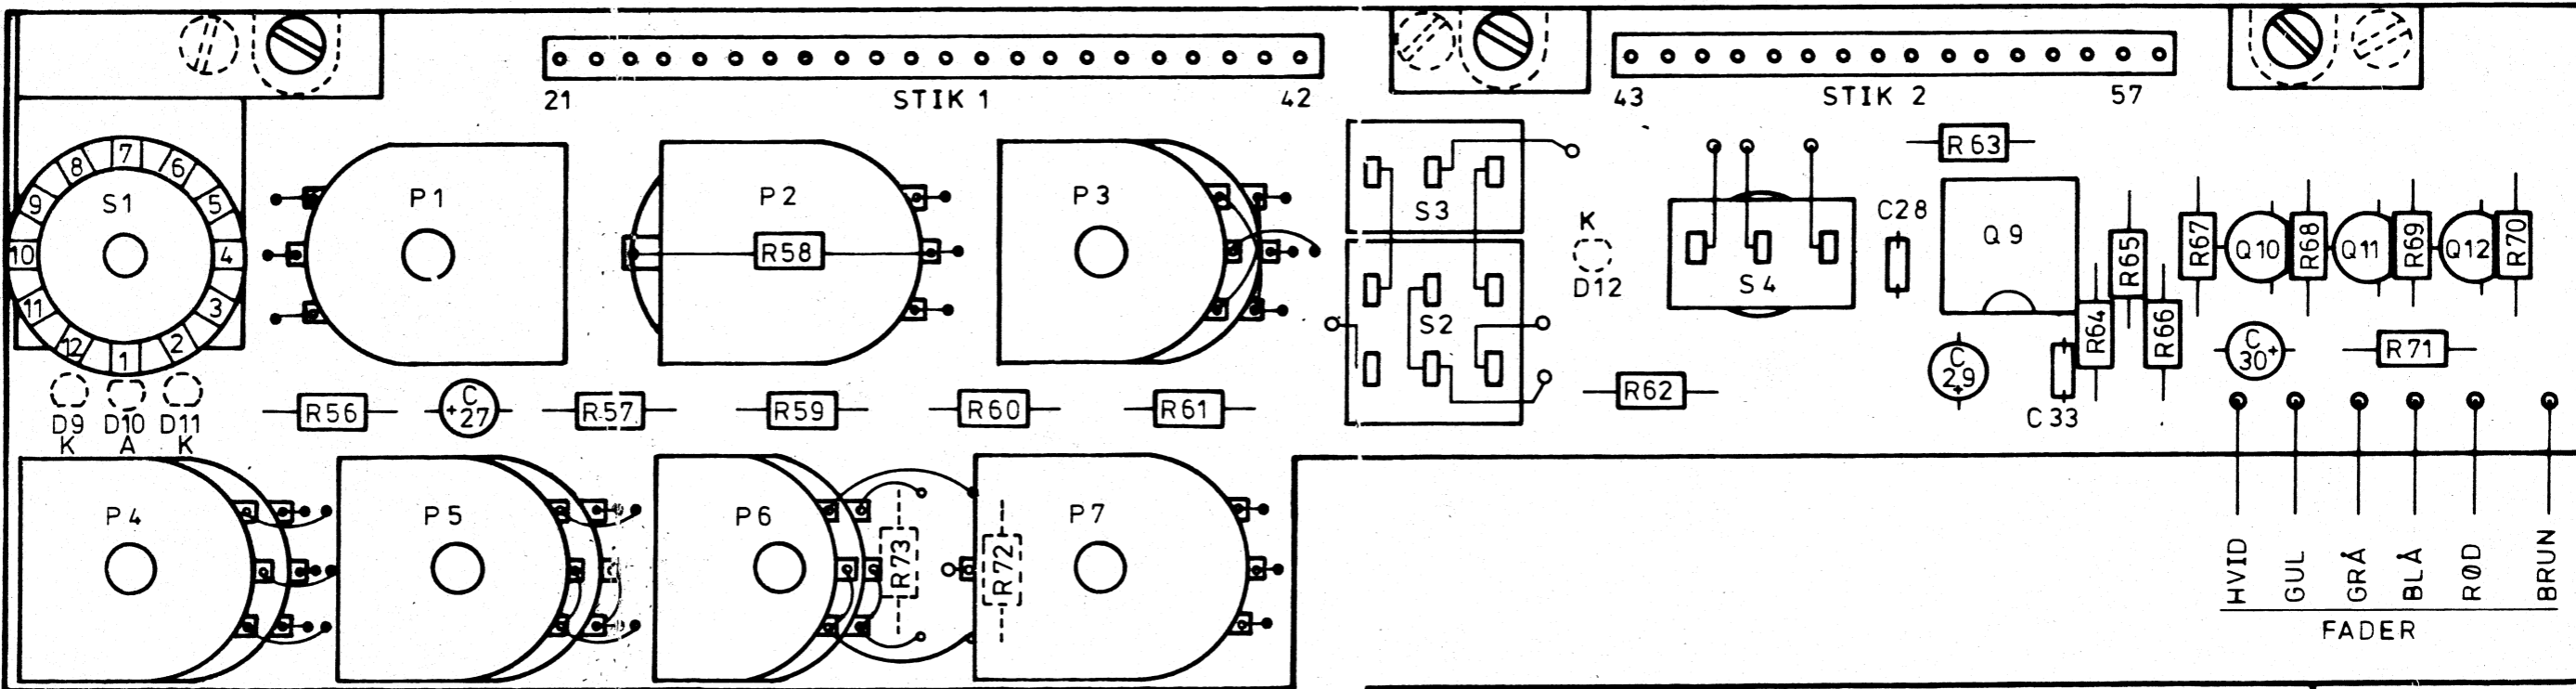 21 STIK 1 42 43 STIK 2 57
R63
7
8 6
9 5
S1
10 4
11 3
12 2
1
P1
P2
R58
P3
S3
S2
K
D12
S4
C28
Q9
R65
R64
R66
R67
Q10
R68
Q11
R69
Q12
R70
D9 D10 D11
K A K
R56
C
+27
R57
R59
R60
R61
R62
C
29
+
C33
C
30+
R71
P4
P5
P6
R73
R72
P7
HVID
GUL
GRÅ
BLÅ
RØD
BRUN
FADER